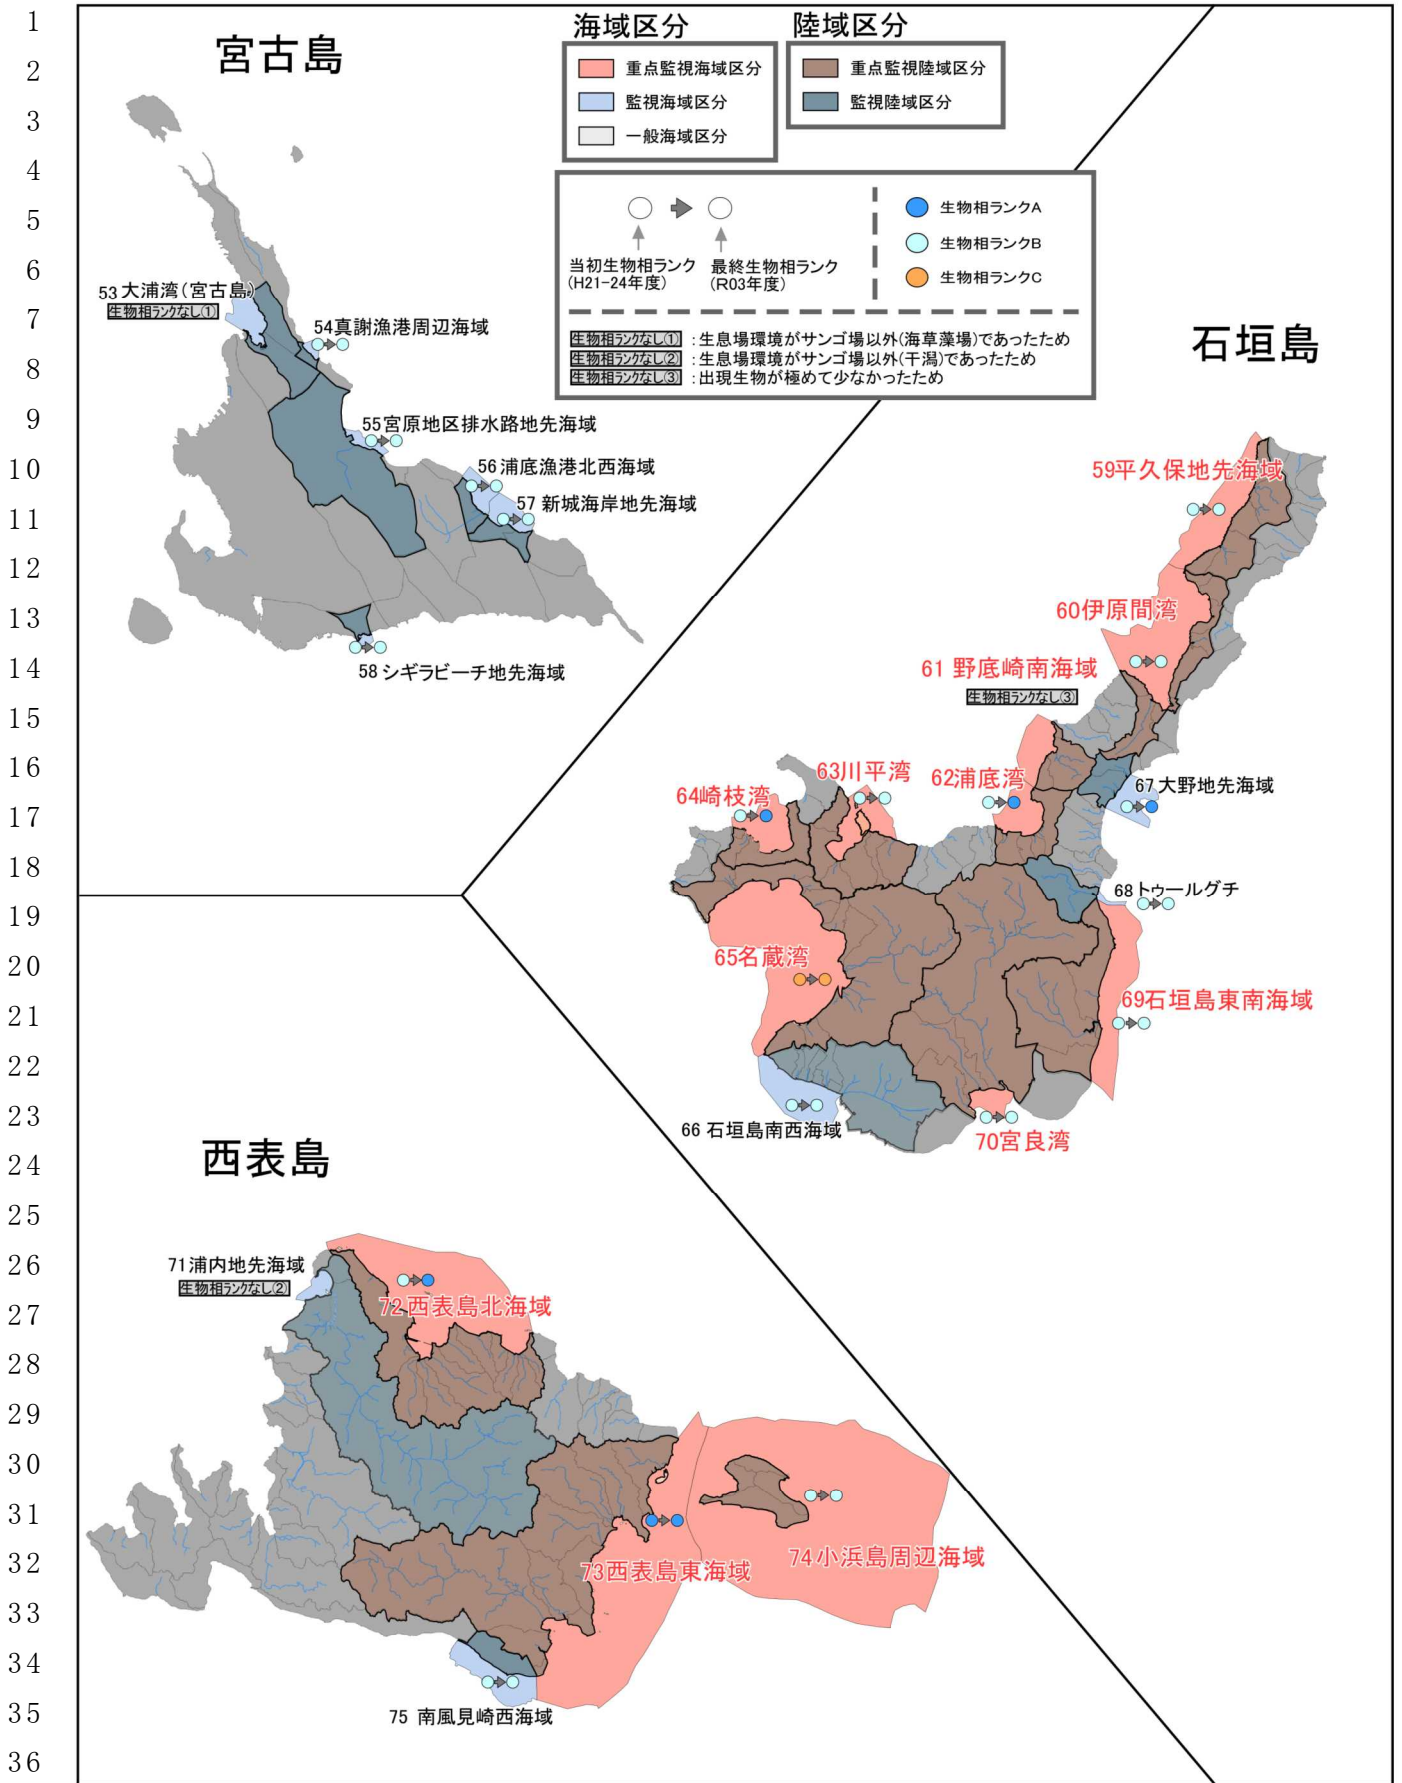 1
2
3
4
5
6
7
8
9
10
11
12
13
14
15
16
17
18
19
20
21
22
23
24
25
26
27
28
29
30
31
32
33
34
35
36
海域区分
重点監視海域区分
監視海域区分
一般海域区分
陸域区分
重点監視陸域区分
監視陸域区分
当初生物相ランク
(H21-24年度)
最終生物相ランク
(R03年度)
生物相ランクA
生物相ランクB
生物相ランクC
生物相ランクなし① :生息場環境がサンゴ場以外(海草藻場)であったため
生物相ランクなし② :生息場環境がサンゴ場以外(干潟)であったため
生物相ランクなし③ :出現生物が極めて少なかったため
宮古島
53 大浦湾(宮古島)
生物相ランクなし①
54 真謝漁港周辺海域
55 宮原地区排水路地先海域
56 浦底漁港北西海域
57 新城海岸地先海域
58 シギラビーチ地先海域
石垣島
59平久保地先海域
60伊原間湾
61 野底崎南海域
生物相ランクなし③
62浦底湾
63川平湾
64崎枝湾
65名蔵湾
66 石垣島南西海域
67 大野地先海域
68 トゥールグチ
69石垣島東南海域
70宮良湾
西表島
71 浦内地先海域
生物相ランクなし②
72西表島北海域
73西表島東海域
74小浜島周辺海域
75 南風見崎西海域